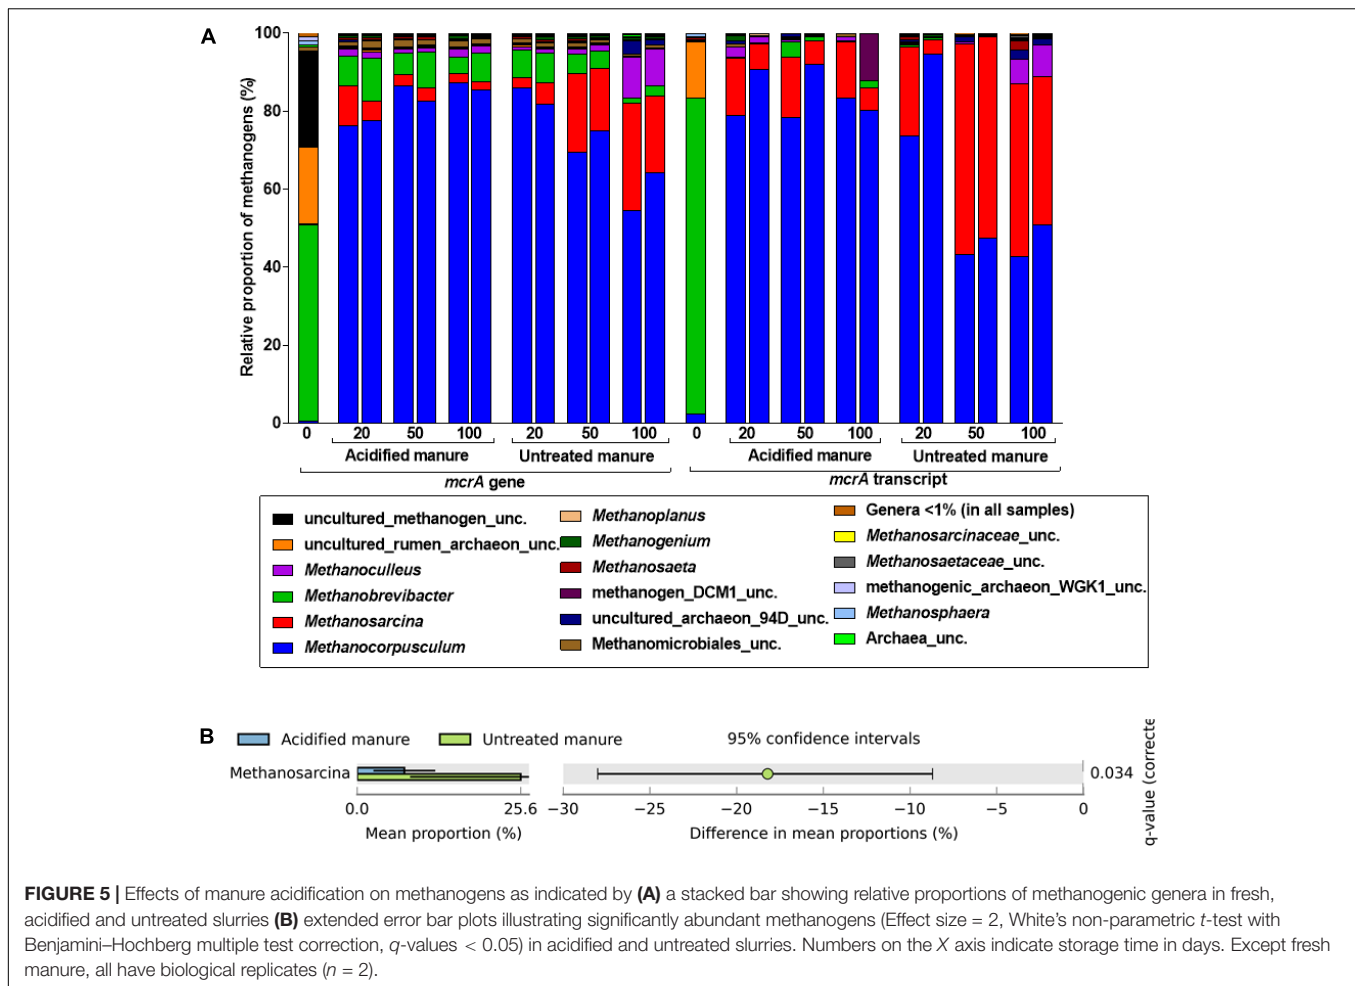 A
Relative proportion of methanogens (%)
100
80
60
40
20
0
0 20 50 100 20 50 100 0 20 50 100 20 50 100
Acidified manure Untreated manure Acidified manure Untreated manure
mcrA gene mcrA transcript
uncultured_methanogen_unc.
uncultured_rumen_archaeon_unc.
Methanoculleus
Methanobrevibacter
Methanosarcina
Methanocorpusculum
Methanoplanus
Methanogenium
Methanosaeta
methanogen_DCM1_unc.
uncultured_archaeon_94D_unc.
Methanomicrobiales_unc.
Genera <1% (in all samples)
Methanosarcinaceae_unc.
Methanosaetaceae_unc.
methanogenic_archaeon_WGK1_unc.
Methanosphaera
Archaea_unc.
B
Acidified manure Untreated manure 95% confidence intervals
Methanosarcina
0.034
0.0 25.6 −30 −25 −20 −15 −10 −5 0
Mean proportion (%) Difference in mean proportions (%)
q-value (correcte
FIGURE 5 | Effects of manure acidification on methanogens as indicated by (A) a stacked bar showing relative proportions of methanogenic genera in fresh,
acidified and untreated slurries (B) extended error bar plots illustrating significantly abundant methanogens (Effect size = 2, White's non-parametric t-test with
Benjamini–Hochberg multiple test correction, q-values < 0.05) in acidified and untreated slurries. Numbers on the X axis indicate storage time in days. Except fresh
manure, all have biological replicates (n = 2).